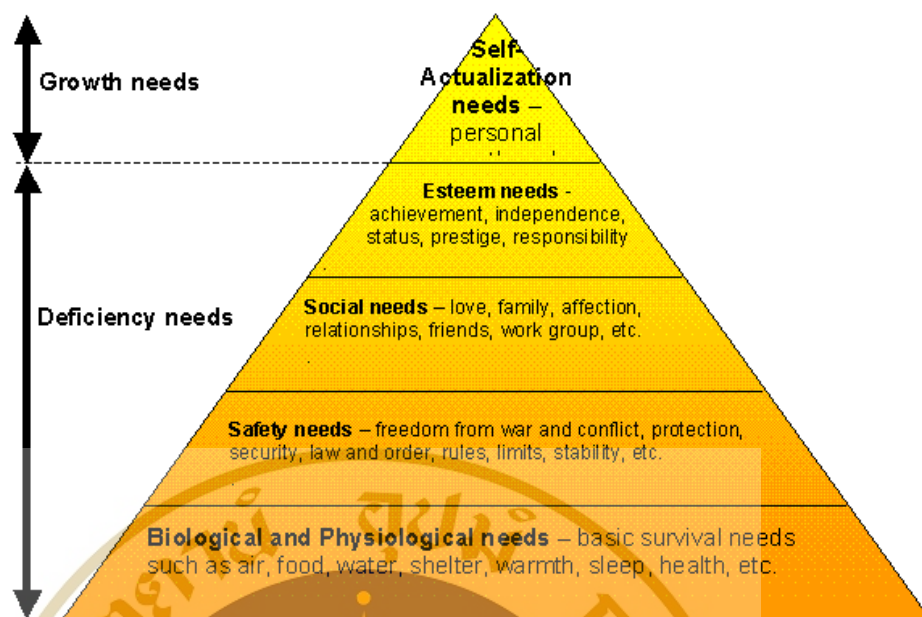 Growth needs
Self-
Actualization
needs –
personal
Esteem needs -
achievement, independence,
status, prestige, responsibility
Deficiency needs
Social needs – love, family, affection,
relationships, friends, work group, etc.
Safety needs – freedom from war and conflict, protection,
security, law and order, rules, limits, stability, etc.
Biological and Physiological needs – basic survival needs
such as air, food, water, shelter, warmth, sleep, health, etc.